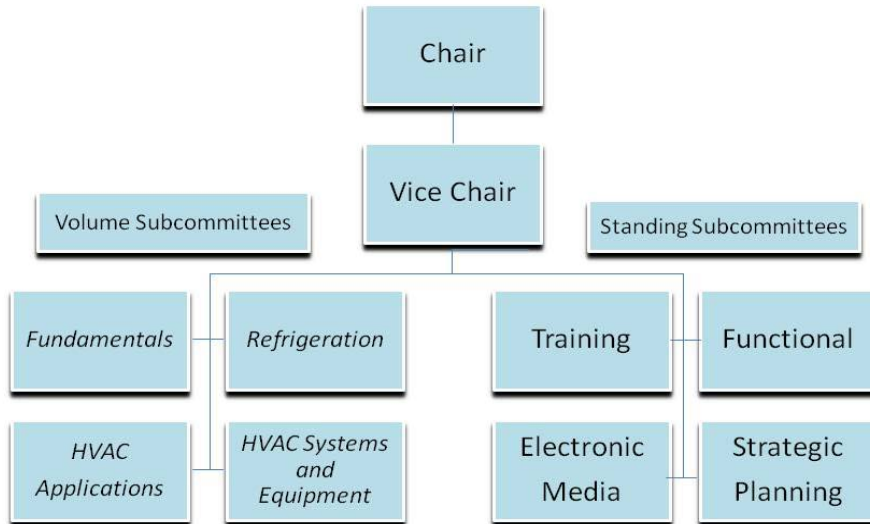 Chair
Vice Chair
Volume Subcommittees
Standing Subcommittees
Fundamentals
Refrigeration
Training
Functional
HVAC
Applications
HVAC Systems
and
Equipment
Electronic
Media
Strategic
Planning